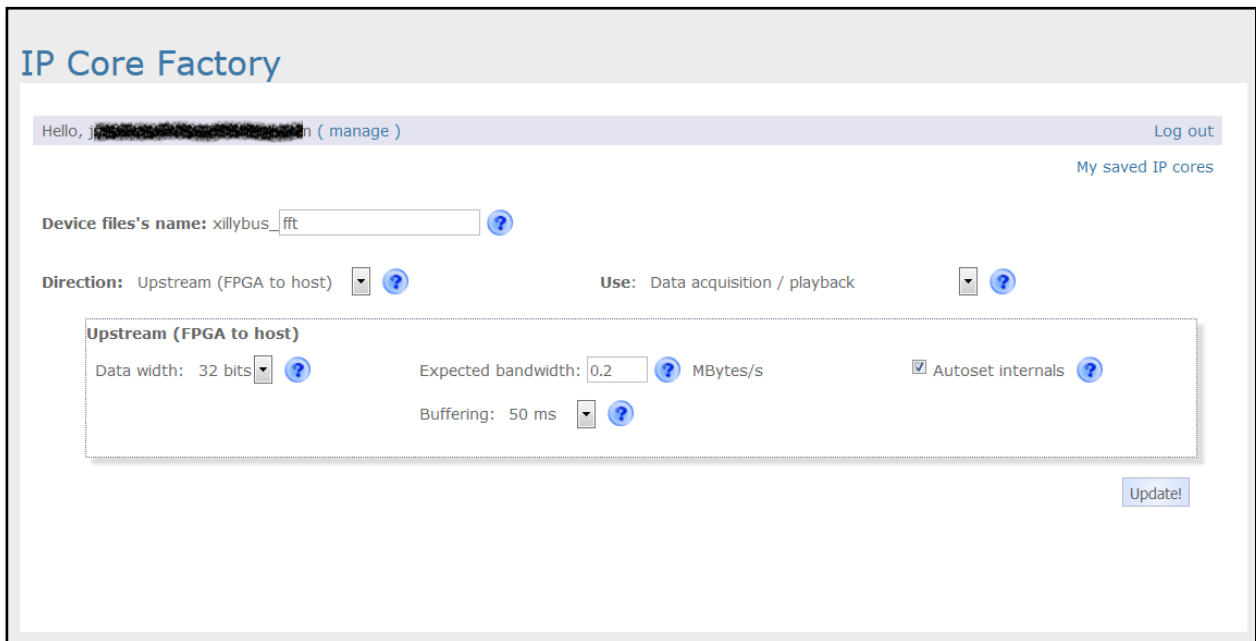 IP Core Factory
Hello, j n ( manage ) Log out
My saved IP cores
Device files's name: xillybus_ fft ?
Direction: Upstream (FPGA to host) ? Use: Data acquisition / playback ?
Upstream (FPGA to host)
Data width: 32 bits ? Expected bandwidth: 0.2 ? MBytes/s Autoset internals ?
Buffering: 50 ms ?
Update!